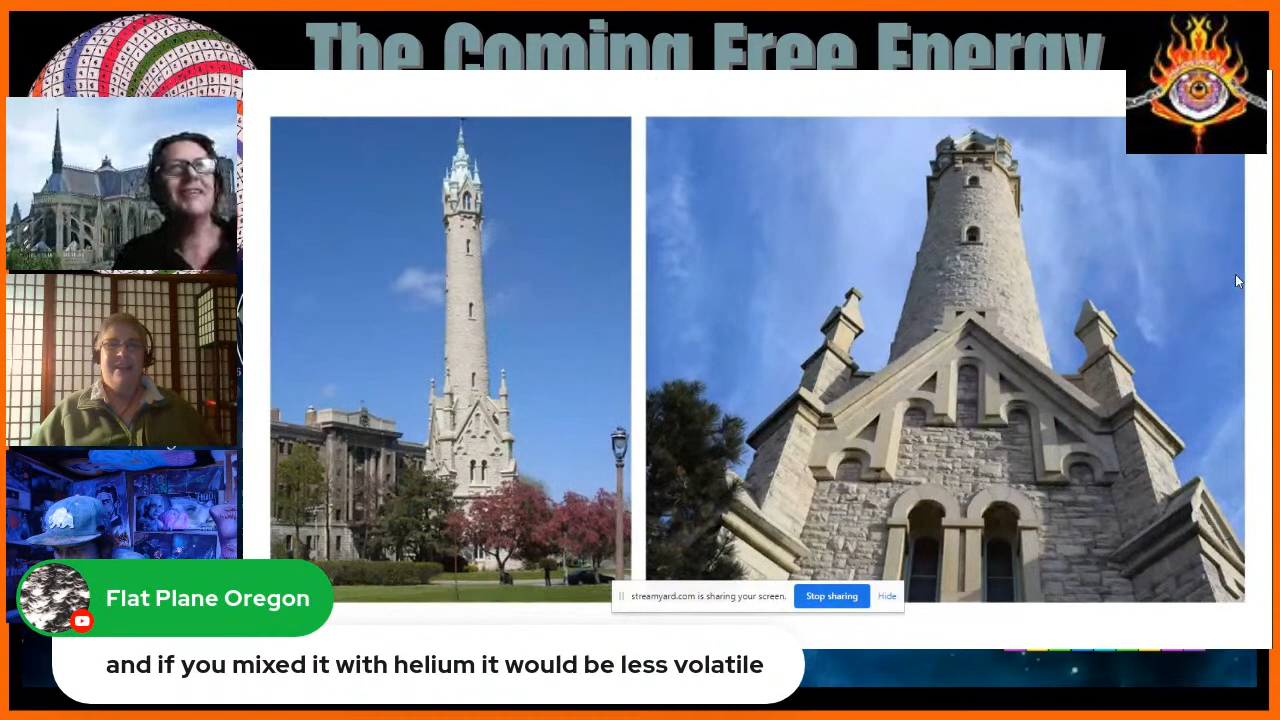 The Coming Free Energy
streamyard.com is sharing your screen.
Stop sharing
Hide
Flat Plane Oregon
and if you mixed it with helium it would be less volatile